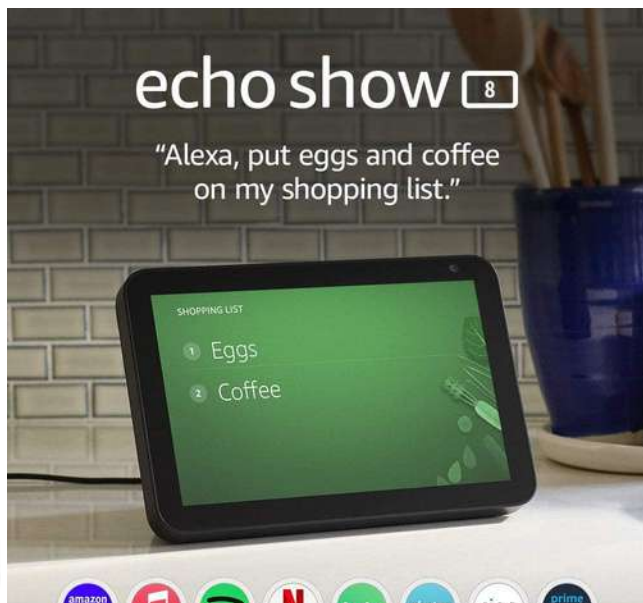 echo show 8
“Alexa, put eggs and coffee
on my shopping list.”
SHOPPING LIST
1 Eggs
2 Coffee
amazon
N
prime